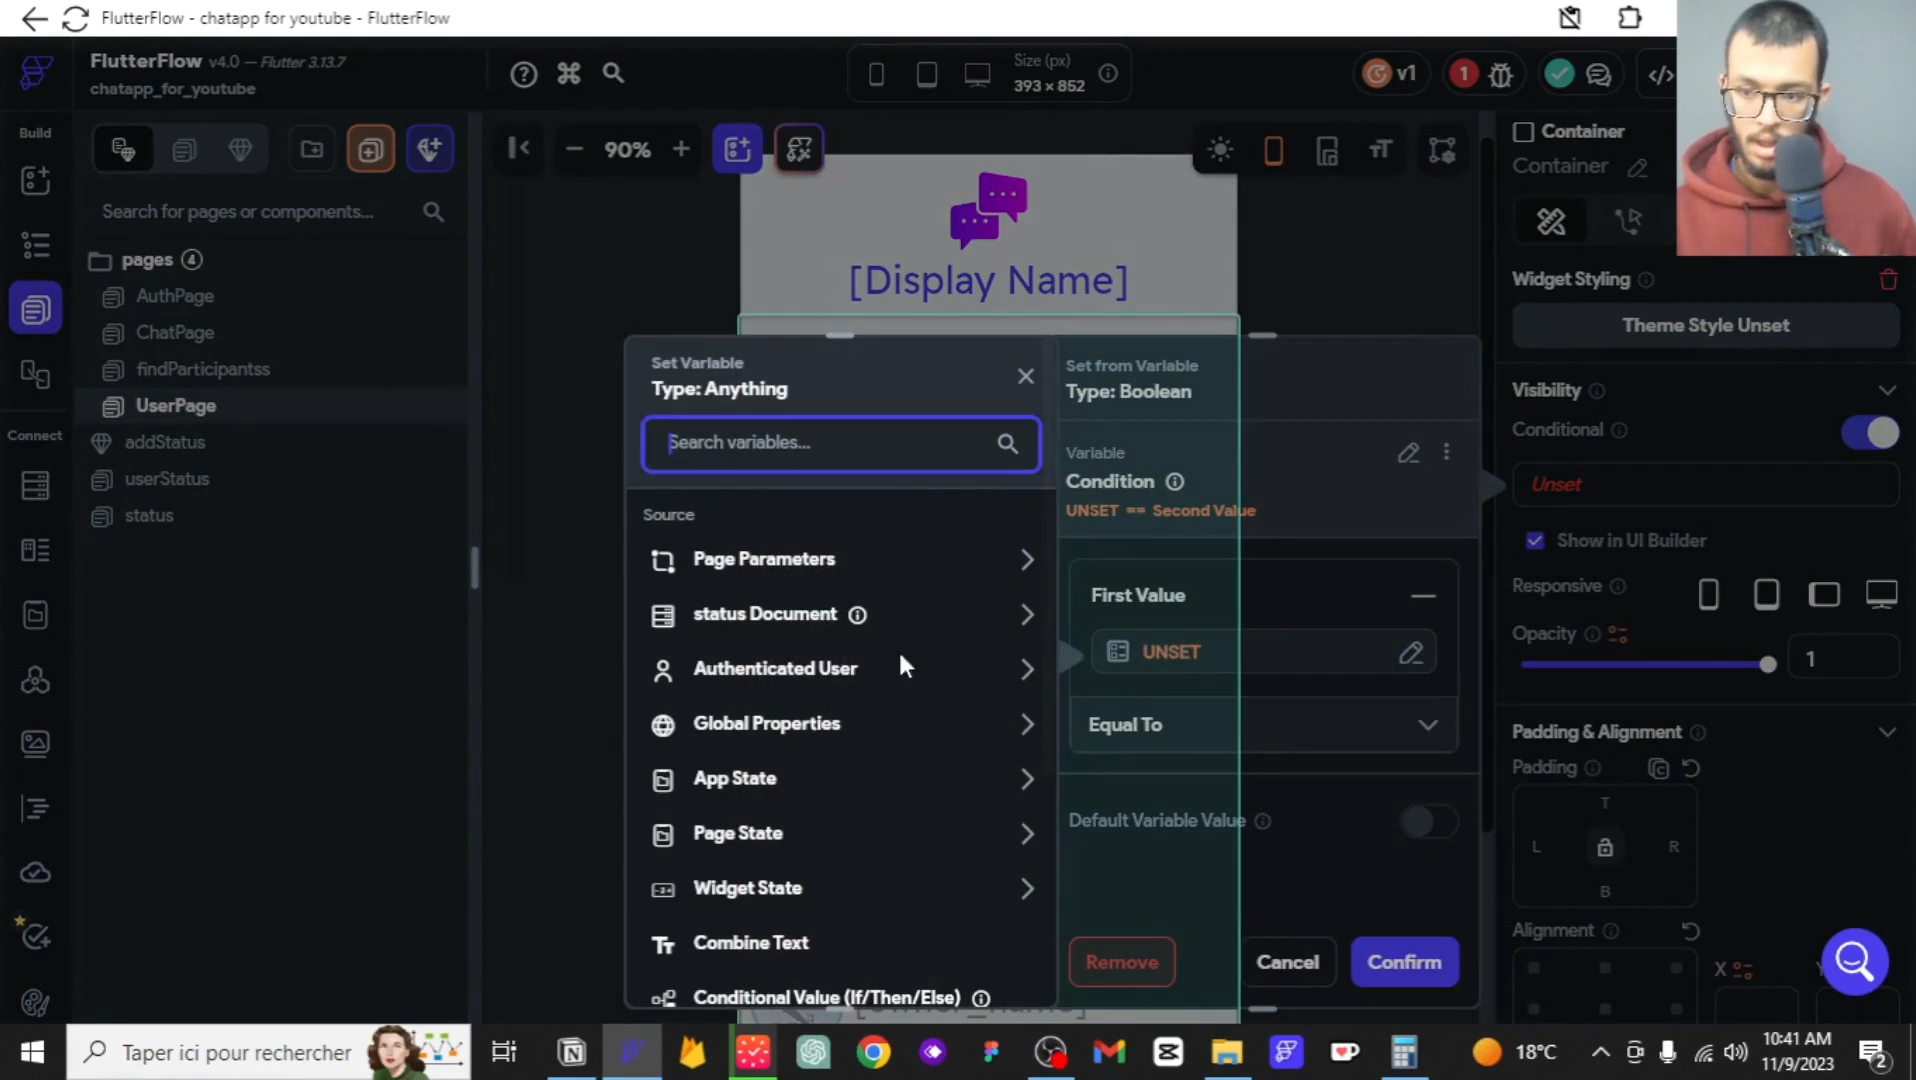 FlutterFlow - chatapp for youtube - FlutterFlow
FlutterFlow v4.0 — Flutter 3.13.7
chatapp_for_youtube
Size (px)
393 × 852
v1
1
Build
90%
Container
Container
Search for pages or components...
pages 4
AuthPage
ChatPage
findParticipantss
UserPage
addStatus
userStatus
status
Connect
[Display Name]
Set Variable
Type: Anything
Search variables...
Source
Page Parameters
status Document
Authenticated User
Global Properties
App State
Page State
Widget State
Combine Text
Conditional Value (If/Then/Else)
[owner_name]
Set from Variable
Type: Boolean
Variable
Condition
UNSET == Second Value
First Value
UNSET
Equal To
Default Variable Value
Remove
Cancel
Confirm
Widget Styling
Theme Style Unset
Visibility
Conditional
Unset
Show in UI Builder
Responsive
Opacity
1
Padding & Alignment
Padding
T
L
R
B
Alignment
X
Taper ici pour rechercher
18°C
10:41 AM
11/9/2023
2